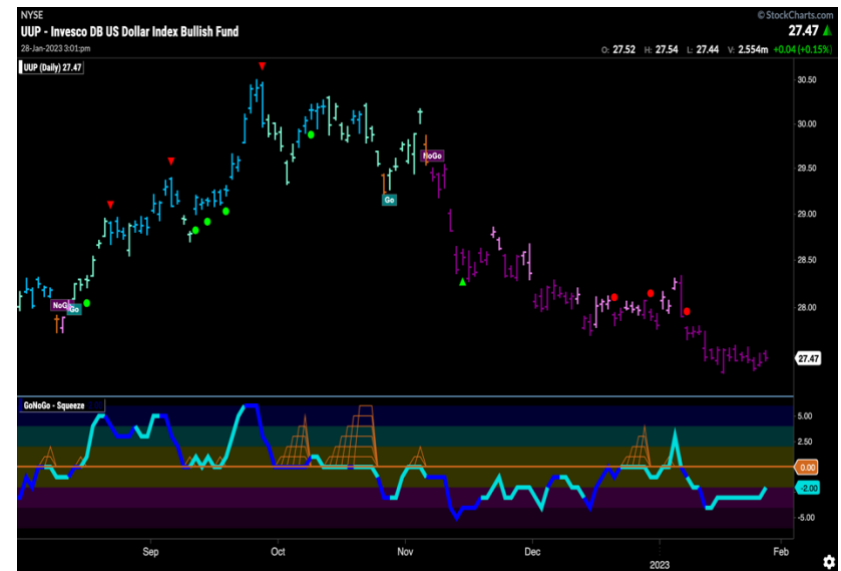 NYSE
© StockCharts.com
UUP - Invesco DB US Dollar Index Bullish Fund
27.47
28-Jan-2023 3:01pm
O: 27.52 H: 27.54 L: 27.44 V: 2.554m +0.04 (+0.15%)
UUP (Daily) 27.47
30.50
30.00
NoGo
29.50
Go
29.00
28.50
NoGo
Go
28.00
27.47
GoNoGo - Squeeze
5.00
2.50
0.00
-2.00
-5.00
Sep Oct Nov Dec Feb
2023